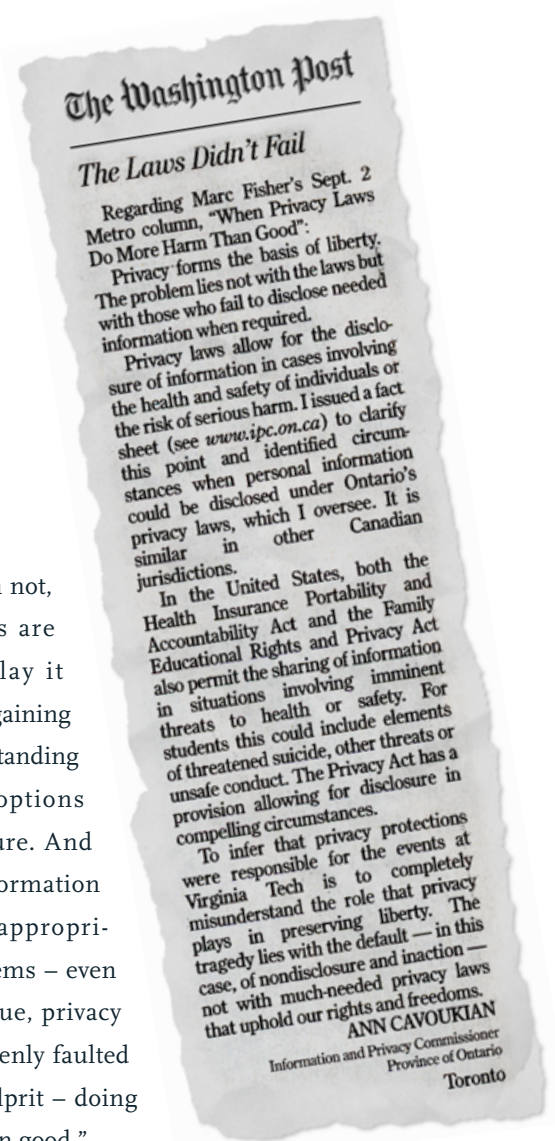 The Washington Post
The Laws Didn't Fail
Regarding Marc Fisher's Sept. 2
Metro column, "When Privacy Laws
Do More Harm Than Good":
Privacy forms the basis of liberty.
The problem lies not with the laws but
with those who fail to disclose needed
information when required.
Privacy laws allow for the disclo-
sure of information in cases involving
the health and safety of individuals or
the risk of serious harm. I issued a fact
sheet (see www.ipc.on.ca) to clarify
this point and identified circum-
stances when personal information
could be disclosed under Ontario's
privacy laws, which I oversee. It is
similar in other Canadian
jurisdictions.
In the United States, both the
Health Insurance Portability and
Accountability Act and the Family
Educational Rights and Privacy Act
also permit the sharing of information
in situations involving imminent
threats to health or safety. For
students this could include elements
of threatened suicide, other threats or
unsafe conduct. The Privacy Act has a
provision allowing for disclosure in
compelling circumstances.
To infer that privacy protections
were responsible for the events at
Virginia Tech is to completely
misunderstand the role that privacy
plays in preserving liberty. The
tragedy lies with the default — in this
case, of nondisclosure and inaction —
not with much-needed privacy laws
that uphold our rights and freedoms.
ANN CAVOUKIAN
Information and Privacy Commissioner
Province of Ontario
Toronto
not,
s are
lay it
gaining
tanding
options
ure. And
ormation
appropri-
ems – even
ue, privacy
enly faulted
lprit – doing
n good."